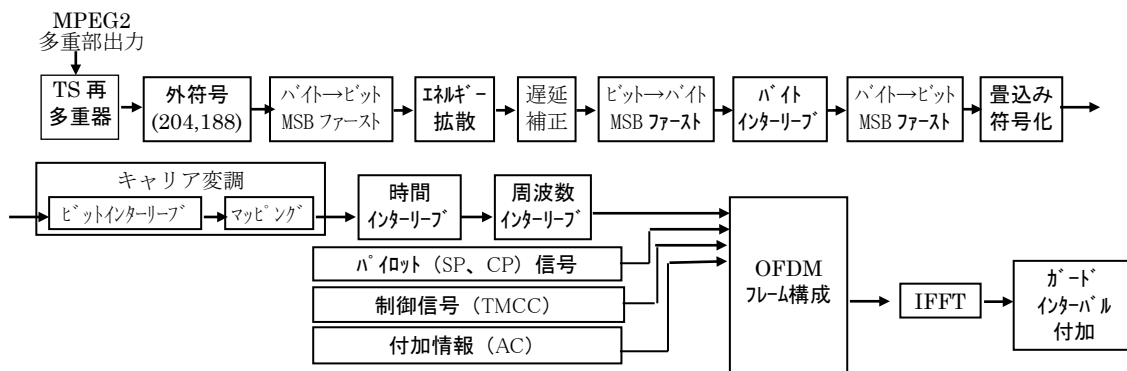 MPEG2
多重部出力
TS 再
多重器
外符号
(204,188)
ﾊﾞｲﾄ→ﾋﾞｯﾄ
MSB ﾌｧｰｽﾄ
ｴﾈﾙｷﾞｰ
拡散
遅延
補正
ﾋﾞｯﾄ→ﾊﾞｲﾄ
MSB ﾌｧｰｽﾄ
ﾊﾞｲﾄ
ｲﾝﾀｰﾘｰﾌﾞ
ﾊﾞｲﾄ→ﾋﾞｯﾄ
MSB ﾌｧｰｽﾄ
畳込み
符号化
キャリア変調
ﾋﾞｯﾄｲﾝﾀｰﾘｰﾌﾞ
ﾏｯﾋﾟﾝｸﾞ
時間
ｲﾝﾀｰﾘｰﾌﾞ
周波数
ｲﾝﾀｰﾘｰﾌﾞ
ﾊﾟｲﾛｯﾄ（SP、CP）信号
制御信号（TMCC）
付加情報（AC）
OFDM
ﾌﾚｰﾑ構成
IFFT
ｶﾞｰﾄﾞ
ｲﾝﾀｰﾊﾞﾙ
付加